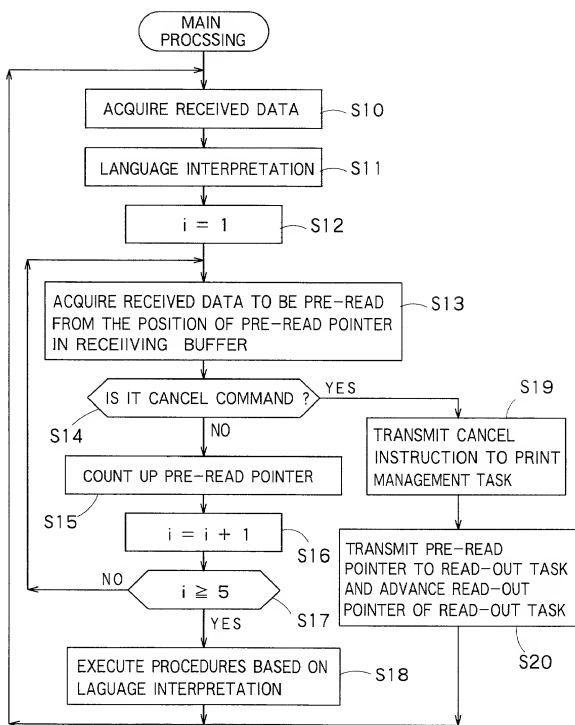 MAIN
PROCSSING
ACQUIRE RECEIVED DATA
S10
LANGUAGE INTERPRETATION
S11
i = 1
S12
ACQUIRE RECEIVED DATA TO BE PRE-READ
FROM THE POSITION OF PRE-READ POINTER
IN RECEIIVING BUFFER
S13
IS IT CANCEL COMMAND ?
YES
S14
NO
S19
TRANSMIT CANCEL
INSTRUCTION TO PRINT
MANAGEMENT TASK
COUNT UP PRE-READ POINTER
S15
i = i + 1
S16
TRANSMIT PRE-READ
POINTER TO READ-OUT TASK
AND ADVANCE READ-OUT
POINTER OF READ-OUT TASK
S20
NO
i ≧ 5
S17
YES
EXECUTE PROCEDURES BASED ON
LAGUAGE INTERPRETATION
S18